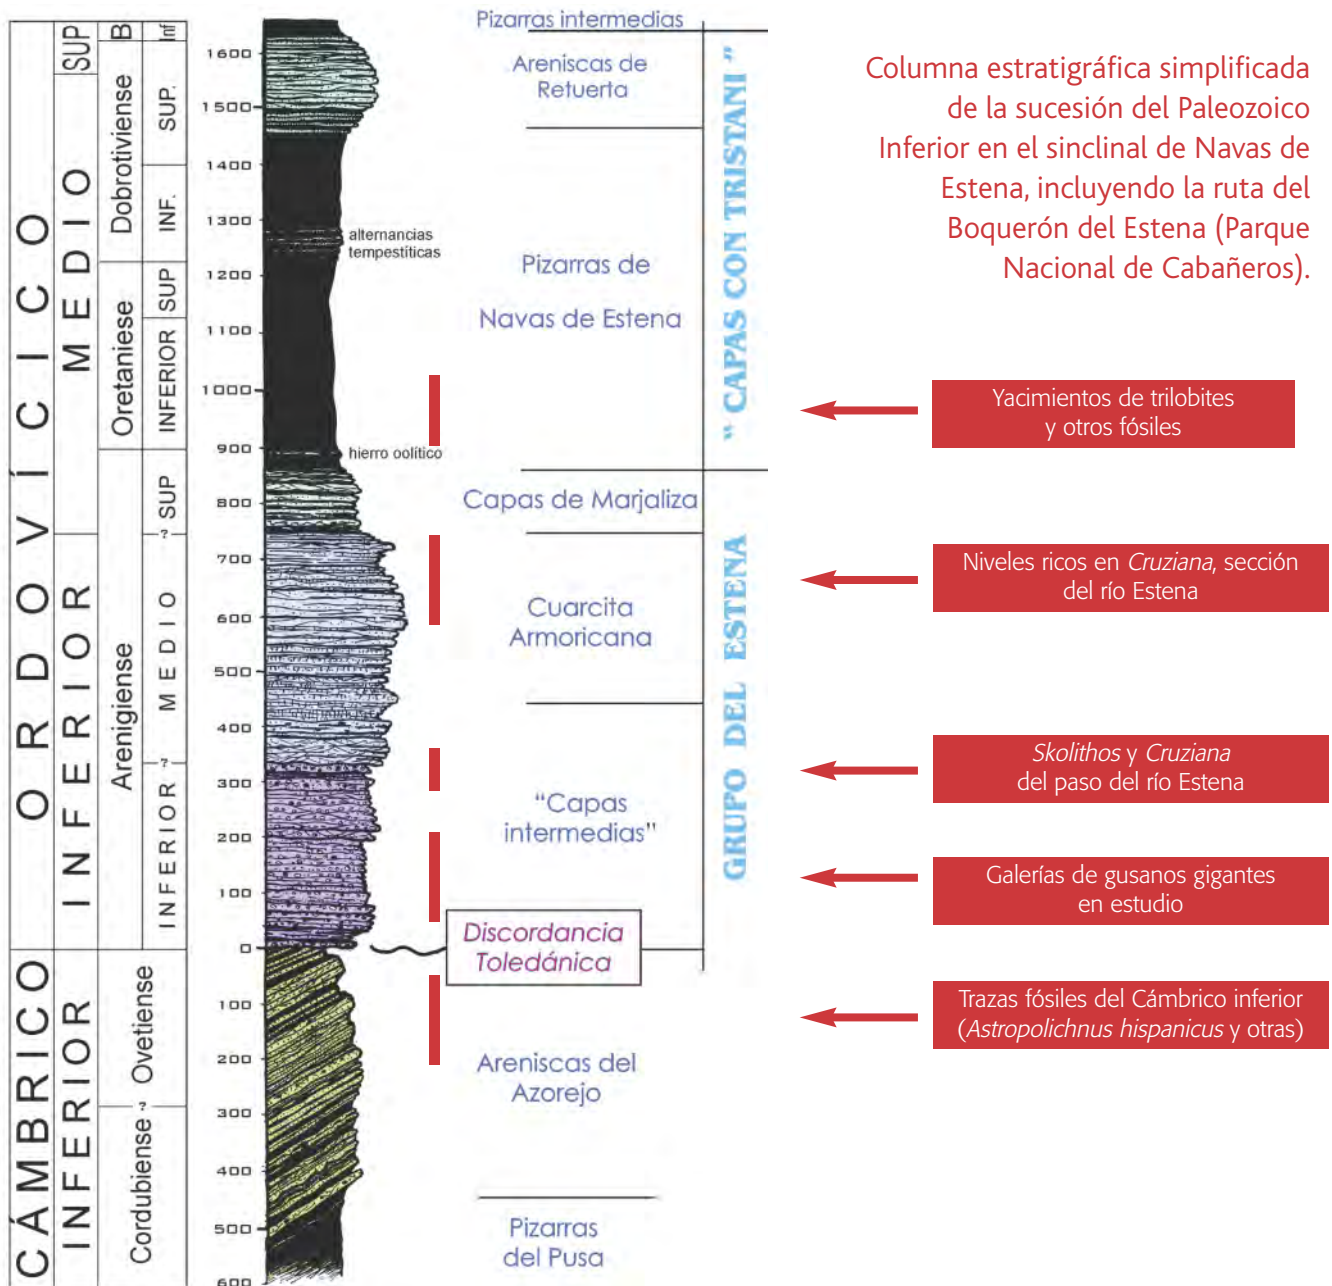 Columna estratigráfica simplificada
de la sucesión del Paleozoico
Inferior en el sinclinal de Navas de
Estena, incluyendo la ruta del
Boquerón del Estena (Parque
Nacional de Cabañeros).
ORDOVÍCICO
CÁMBRICO
SUP
MEDIO
INFERIOR
INFERIOR
B
Dobrotiviense
Oretaniese
Arenigiense
Ovetiense
?
Cordubiense
Inf
SUP.
INF.
SUP
INFERIOR
SUP
?
MEDIO
?
INFERIOR
1600
1500
1400
1300
1200
1100
1000
900
800
700
600
500
400
300
200
100
0
100
200
300
400
500
600
alternancias
tempestíticas
hierro oolítico
Pizarras intermedias
Areniscas de
Retuerta
Pizarras de
Navas de Estena
Capas de Marjaliza
Cuarcita
Armoricana
"Capas
intermedias"
Discordancia
Toledánica
Areniscas del
Azorejo
Pizarras
del Pusa
"CAPAS CON TRISTANI"
GRUPO DEL ESTENA
Yacimientos de trilobites
y otros fósiles
Niveles ricos en Cruziana, sección
del río Estena
Skolithos y Cruziana
del paso del río Estena
Galerías de gusanos gigantes
en estudio
Trazas fósiles del Cámbrico inferior
(Astropolichnus hispanicus y otras)